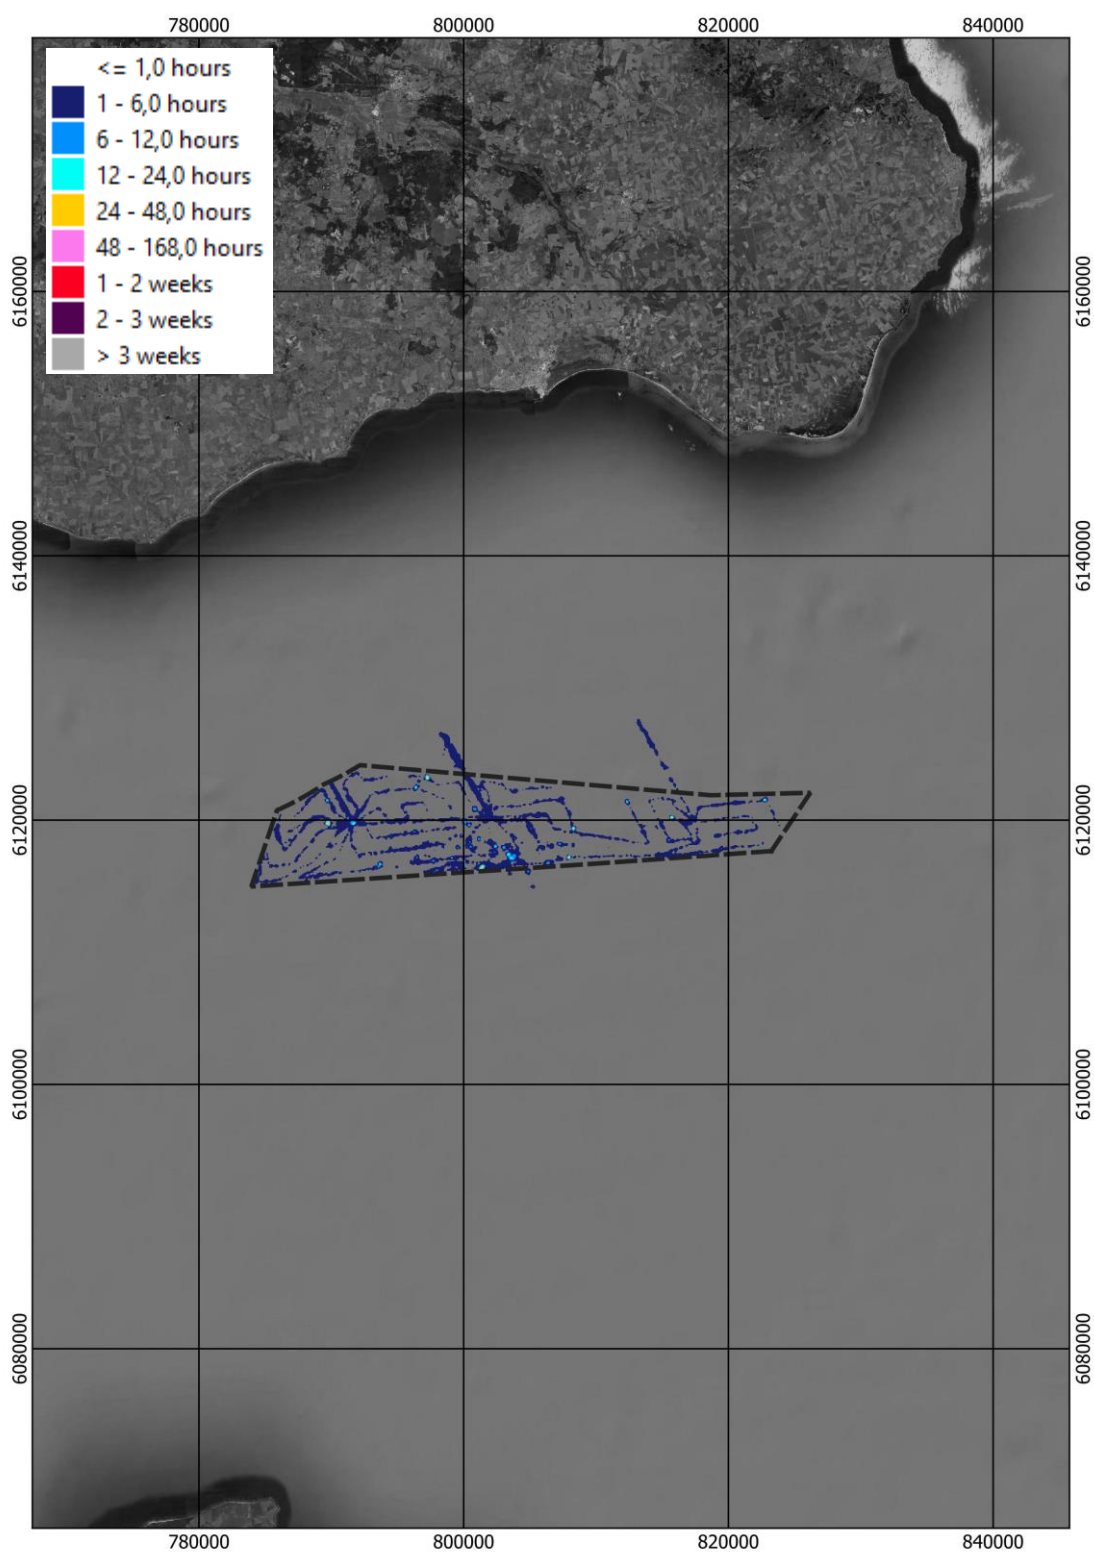 780000 800000 820000 840000
<= 1,0 hours
1 - 6,0 hours
6 - 12,0 hours
12 - 24,0 hours
24 - 48,0 hours
48 - 168,0 hours
1 - 2 weeks
2 - 3 weeks
> 3 weeks
6160000 6160000
6140000 6140000
6120000 6120000
6100000 6100000
6080000 6080000
780000 800000 820000 840000